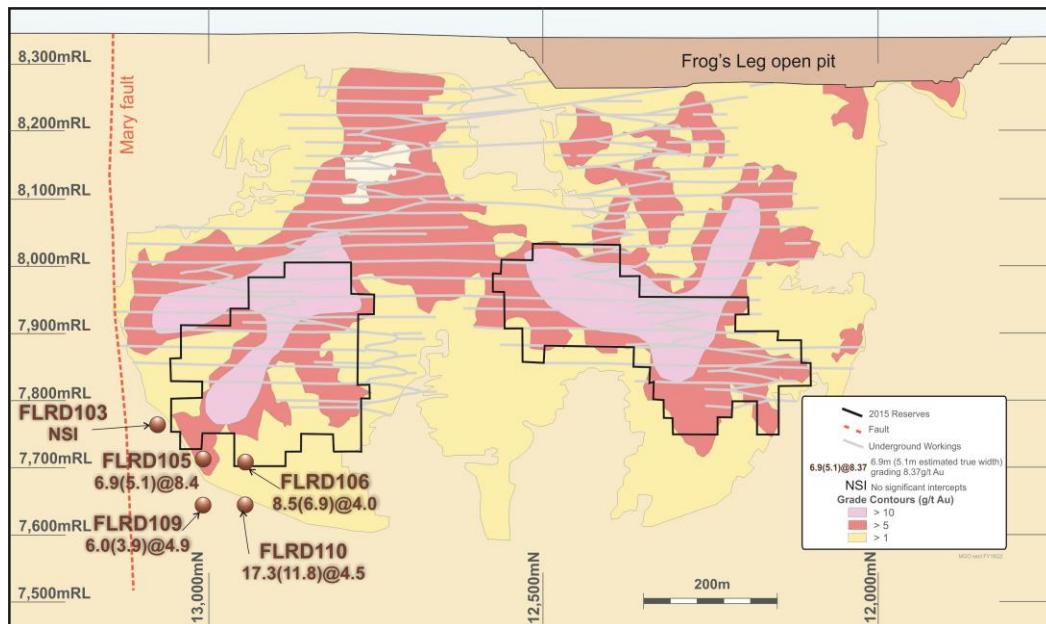 Frog's Leg open pit
8,300mRL
8,200mRL
8,100mRL
8,000mRL
7,900mRL
7,800mRL
7,700mRL
7,600mRL
7,500mRL
Mary fault
FLRD103
NSI
FLRD105
6.9(5.1)@8.4
FLRD106
8.5(6.9)@4.0
FLRD109
6.0(3.9)@4.9
FLRD110
17.3(11.8)@4.5
13,000mN
12,500mN
12,000mN
200m
2015 Reserves
Fault
Underground Workings
6.9(5.1)@8.37 6.9m (5.1m estimated true width)
grading 8.37g/t Au
NSI No significant intercepts
Grade Contours (g/t Au)
> 10
> 5
> 1